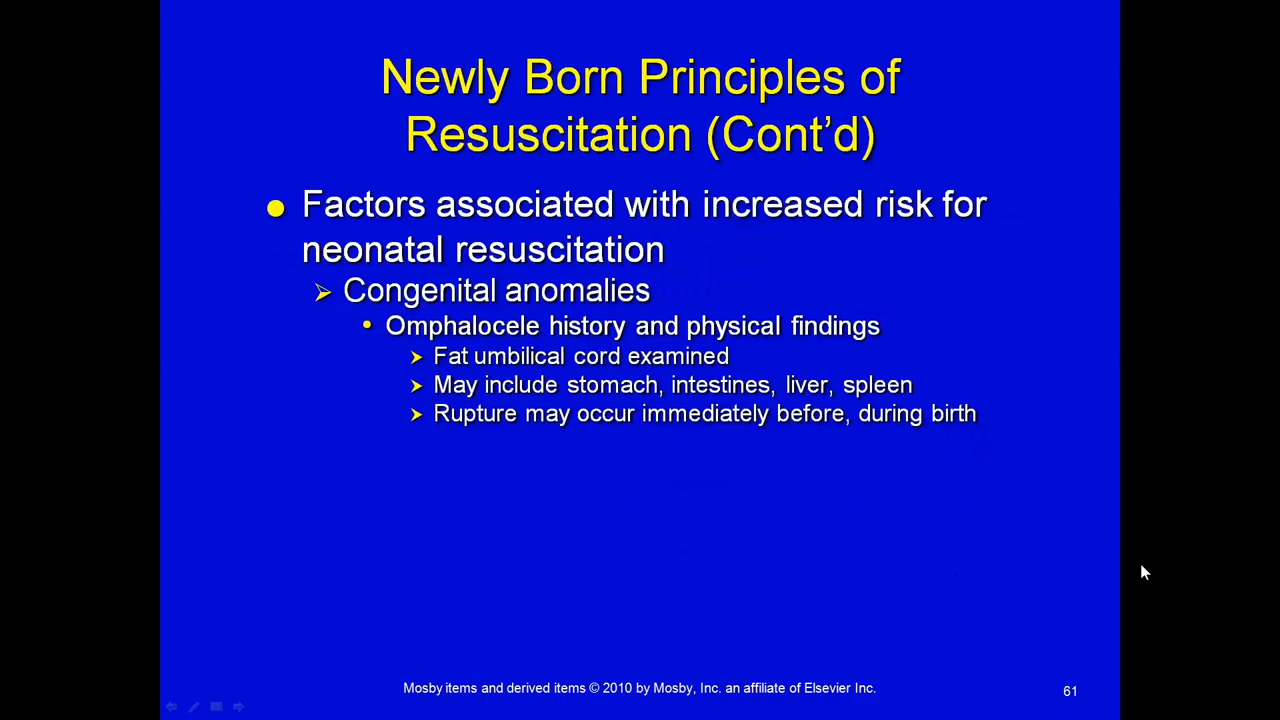 Newly Born Principles of
Resuscitation (Cont’d)
Factors associated with increased risk for
neonatal resuscitation
Congenital anomalies
Omphalocele history and physical findings
Fat umbilical cord examined
May include stomach, intestines, liver, spleen
Rupture may occur immediately before, during birth
Mosby items and derived items © 2010 by Mosby, Inc. an affiliate of Elsevier Inc.
61